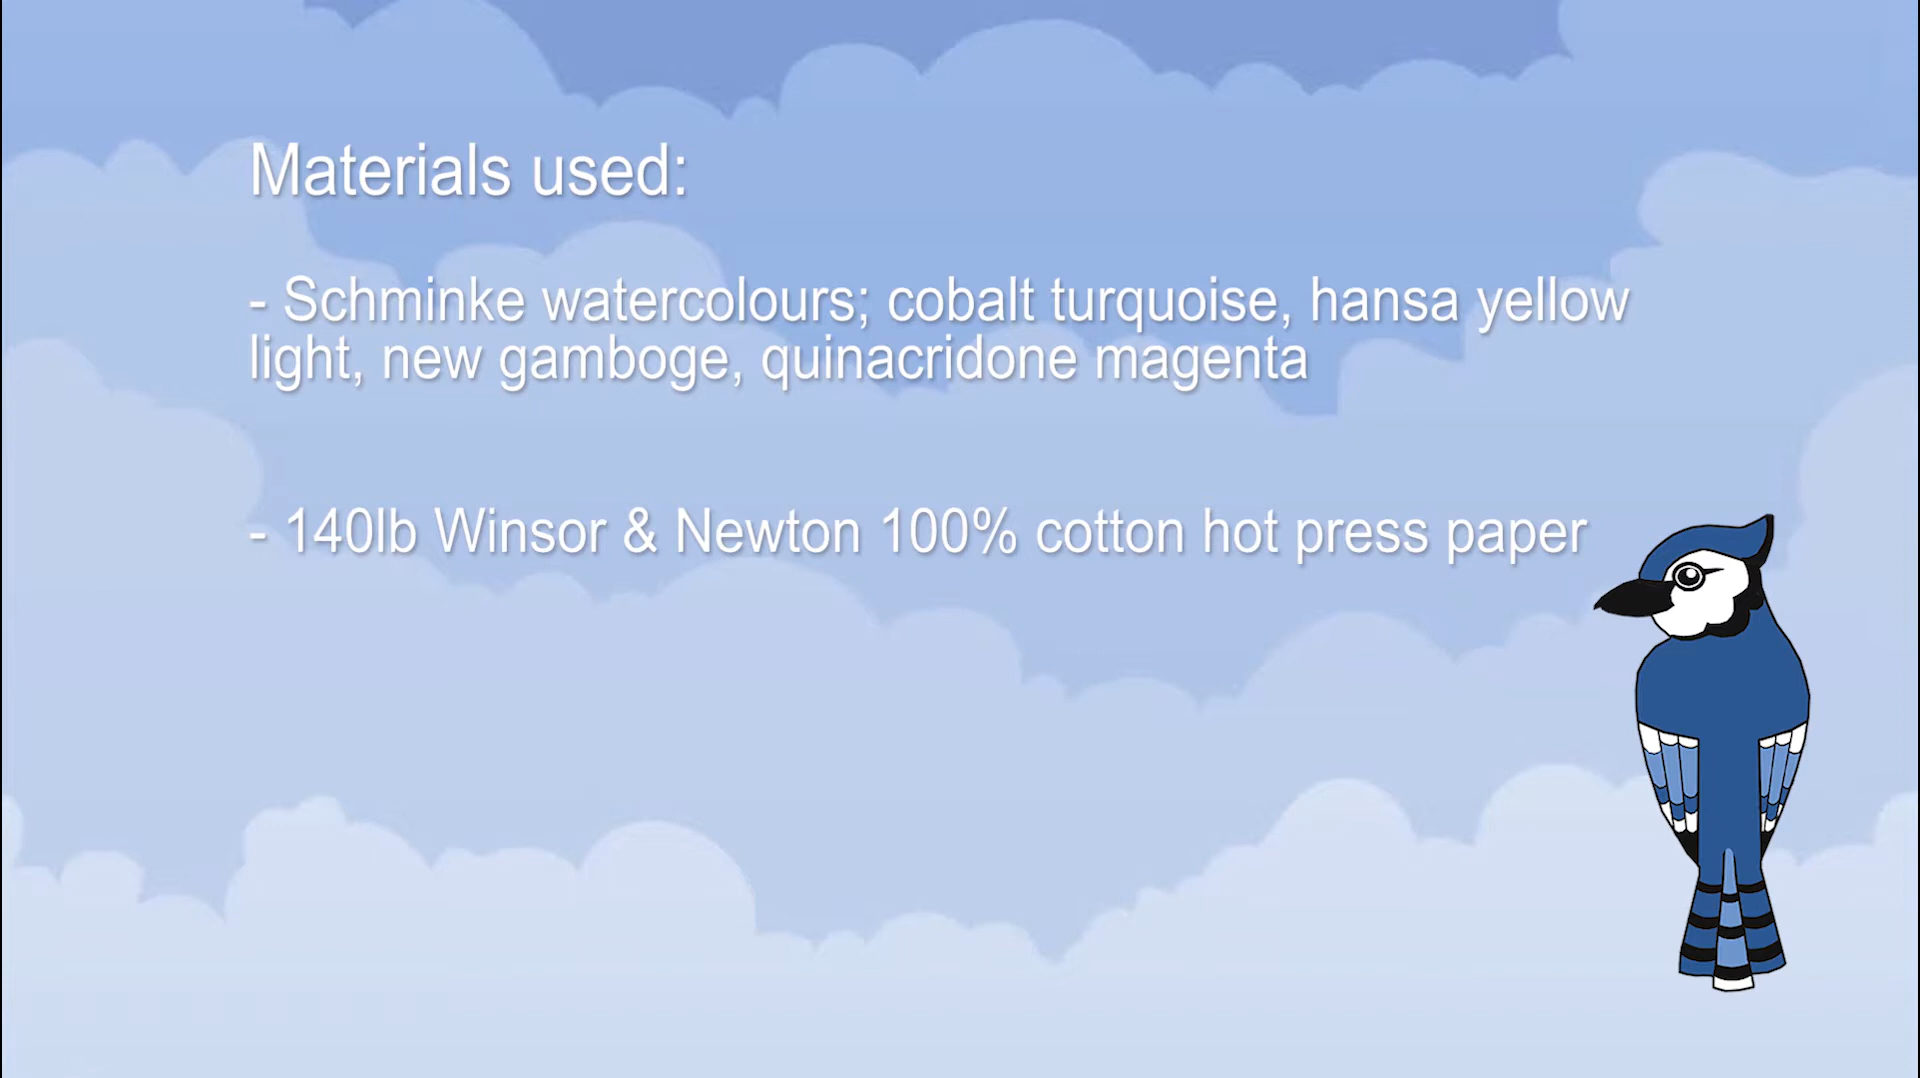 Materials used:
- Schminke watercolours; cobalt turquoise, hansa yellow
light, new gamboge, quinacridone magenta
- 140lb Winsor & Newton 100% cotton hot press paper